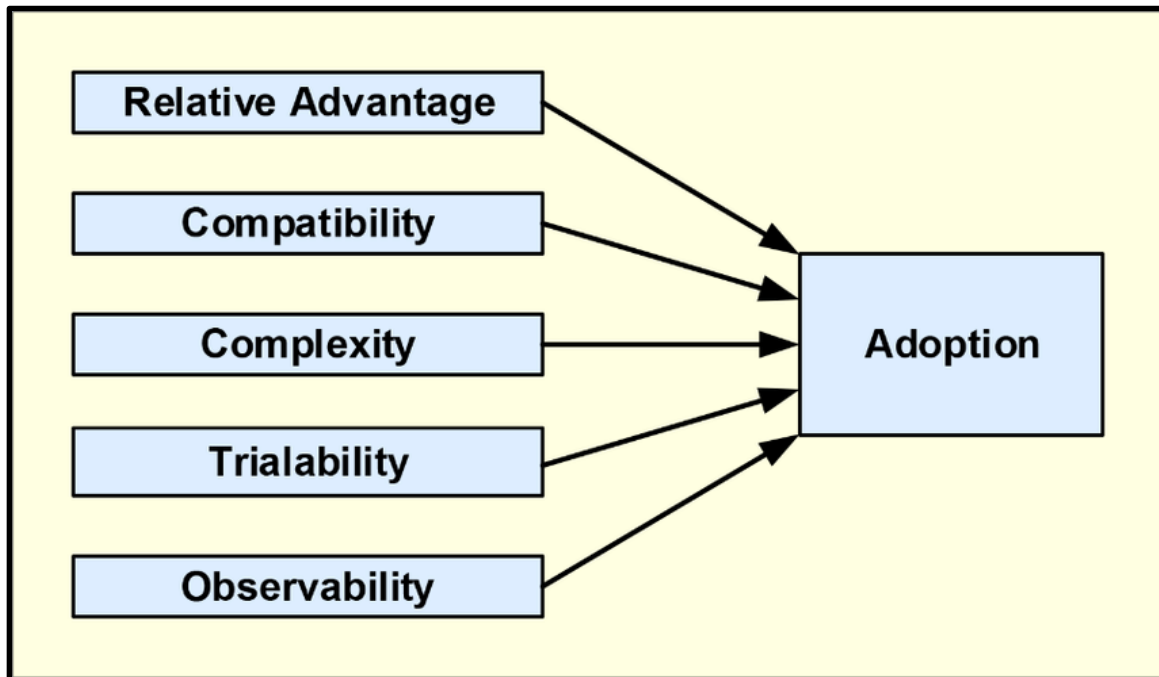 Relative Advantage
Compatibility
Complexity
Trialability
Observability
Adoption